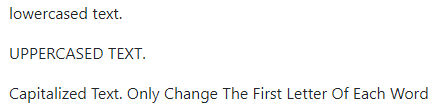 lowercased text.
UPPERCASED TEXT.
Capitalized Text. Only Change The First Letter Of Each Word